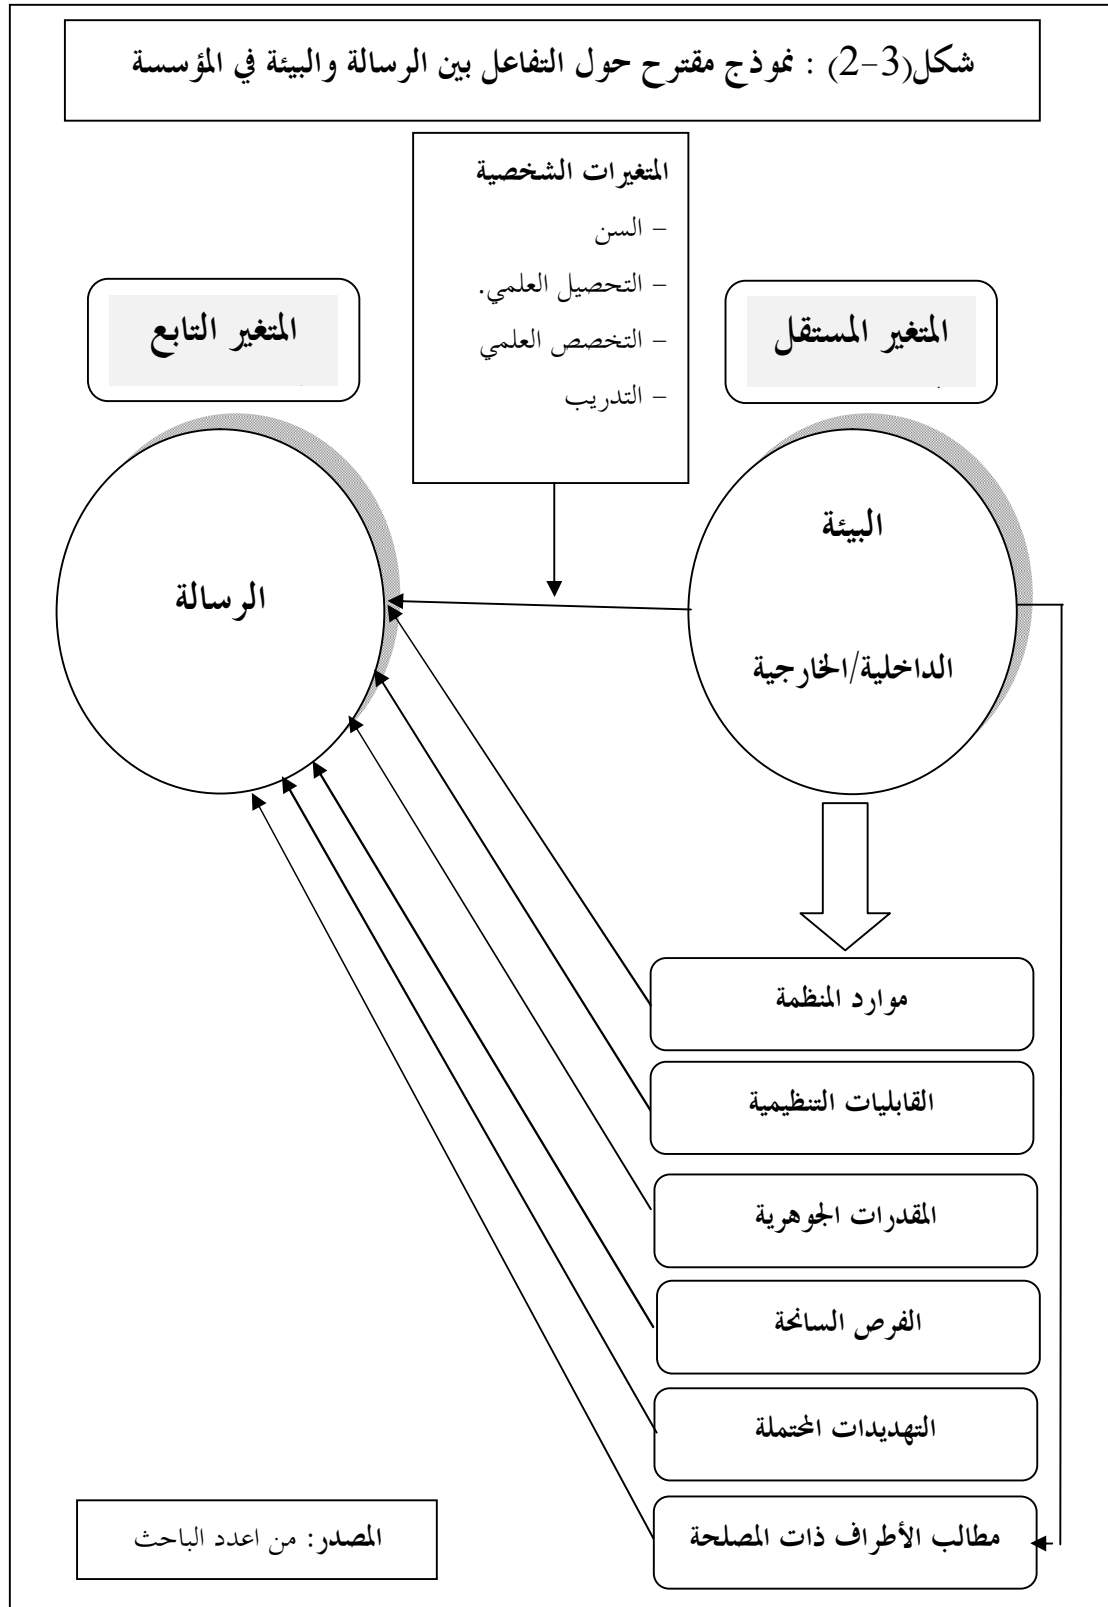 شكل(3-2) : نموذج مقترح حول التفاعل بين الرسالة والبيئة في المؤسسة
المتغيرات الشخصية
- السن
- التحصيل العلمي.
- التخصص العلمي
- التدريب
المتغير المستقل
المتغير التابع
البيئة
الداخلية/الخارجية
الرسالة
موارد المنظمة
القابليات التنظيمية
المقدرات الجوهرية
الفرص السانحة
التهديدات المحتملة
مطالب الأطراف ذات المصلحة
المصدر: من اعدد الباحث